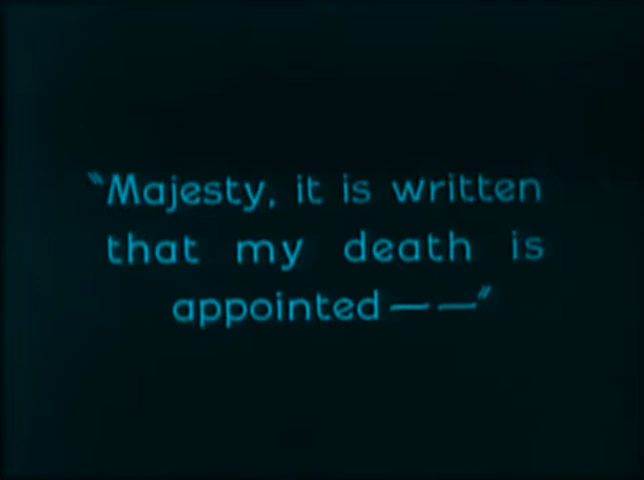 "Majesty, it is written
that my death is
appointed — —"